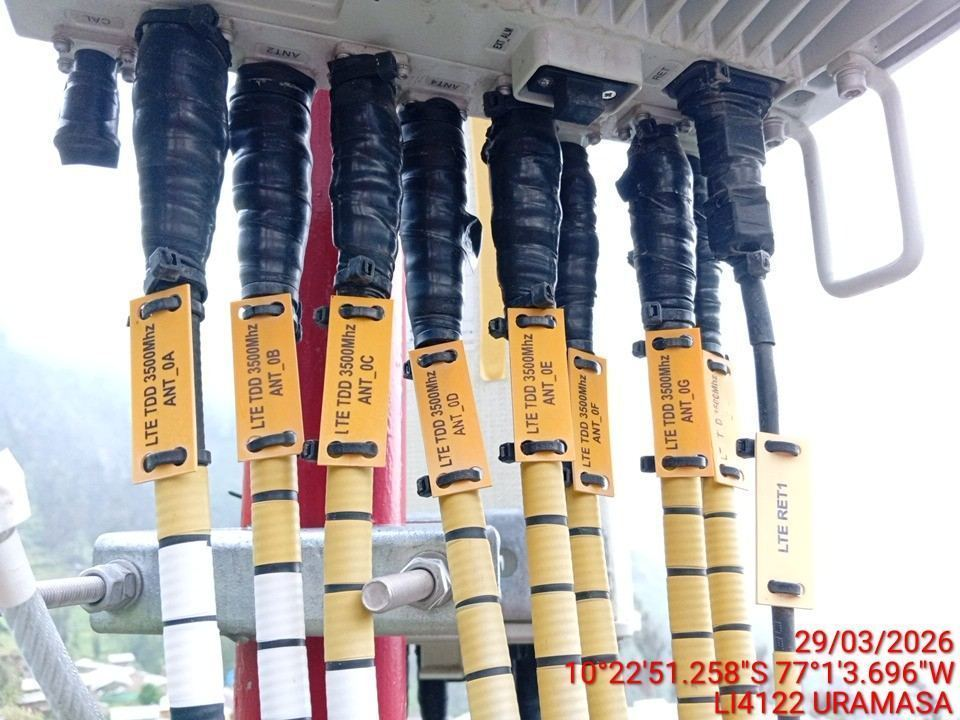 CAL
ANT2
ANT4
EXT_ALM
RET
LTE TDD 3500Mhz
ANT_0A
LTE TDD 3500Mhz
ANT_0B
LTE TDD 3500Mhz
ANT_0C
LTE TDD 3500Mhz
ANT_0D
LTE TDD 3500Mhz
ANT_0E
LTE TDD 3500Mhz
ANT_0F
LTE TDD 3500Mhz
ANT_0G
LTE RET1
29/03/2026
10°22'51.258"S 77°1'3.696"W
LI4122 URAMASA